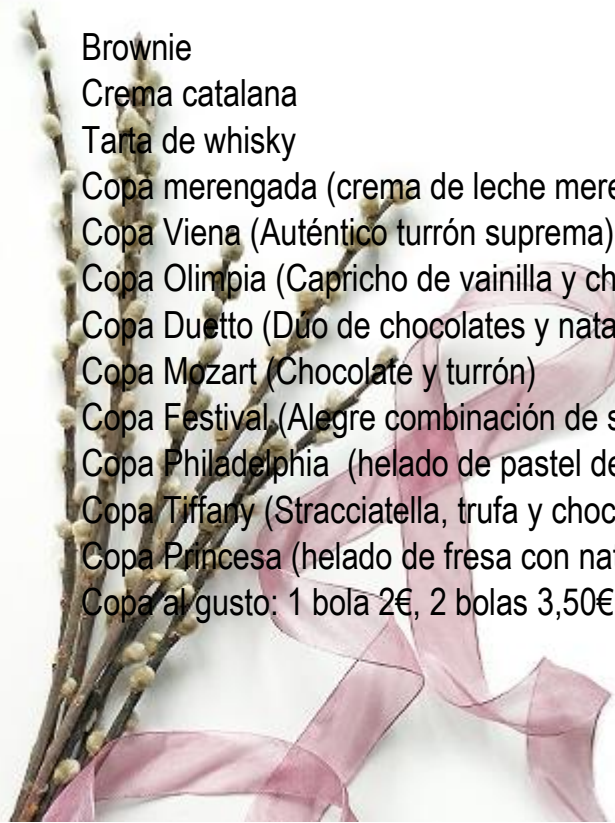 Brownie
Crema catalana
Tarta de whisky
Copa merengada (crema de leche mere
Copa Viena (Auténtico turrón suprema)
Copa Olimpia (Capricho de vainilla y ch
Copa Duetto (Dúo de chocolates y nata
Copa Mozart (Chocolate y turrón)
Copa Festival (Alegre combinación de s
Copa Philadelphia (helado de pastel de
Copa Tiffany (Stracciatella, trufa y choc
Copa Princesa (helado de fresa con nat
Copa al gusto: 1 bola 2€, 2 bolas 3,50€